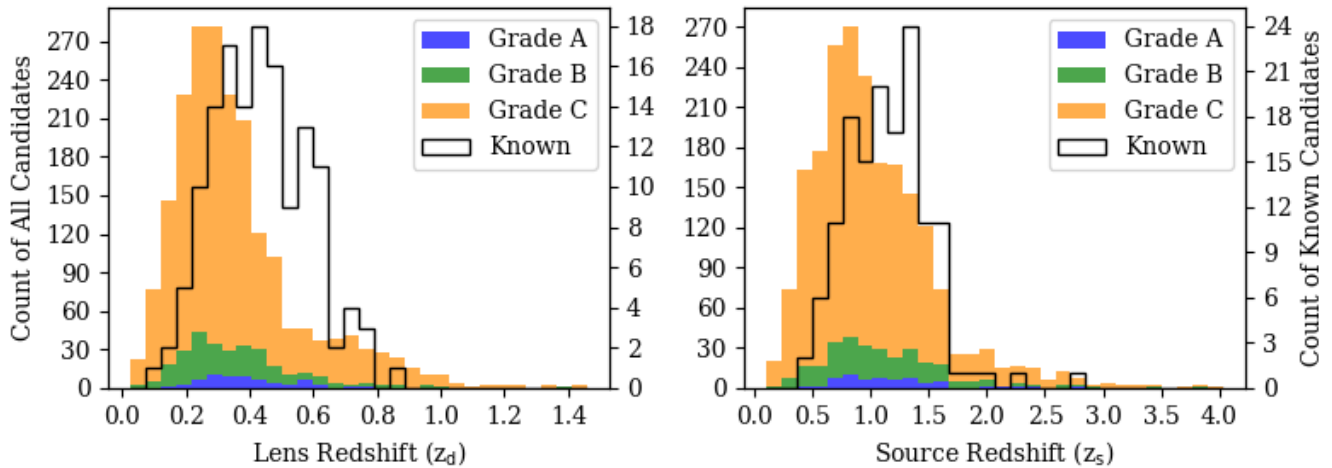 Count of All Candidates
270
240
210
180
150
120
90
60
30
0
0.0 0.2 0.4 0.6 0.8 1.0 1.2 1.4
Lens Redshift (z_d)
18
16
14
12
10
8
6
4
2
0
Grade A
Grade B
Grade C
Known
270
240
210
180
150
120
90
60
30
0
0.0 0.5 1.0 1.5 2.0 2.5 3.0 3.5 4.0
Source Redshift (z_s)
24
21
18
15
12
9
6
3
0
Count of Known Candidates
Grade A
Grade B
Grade C
Known